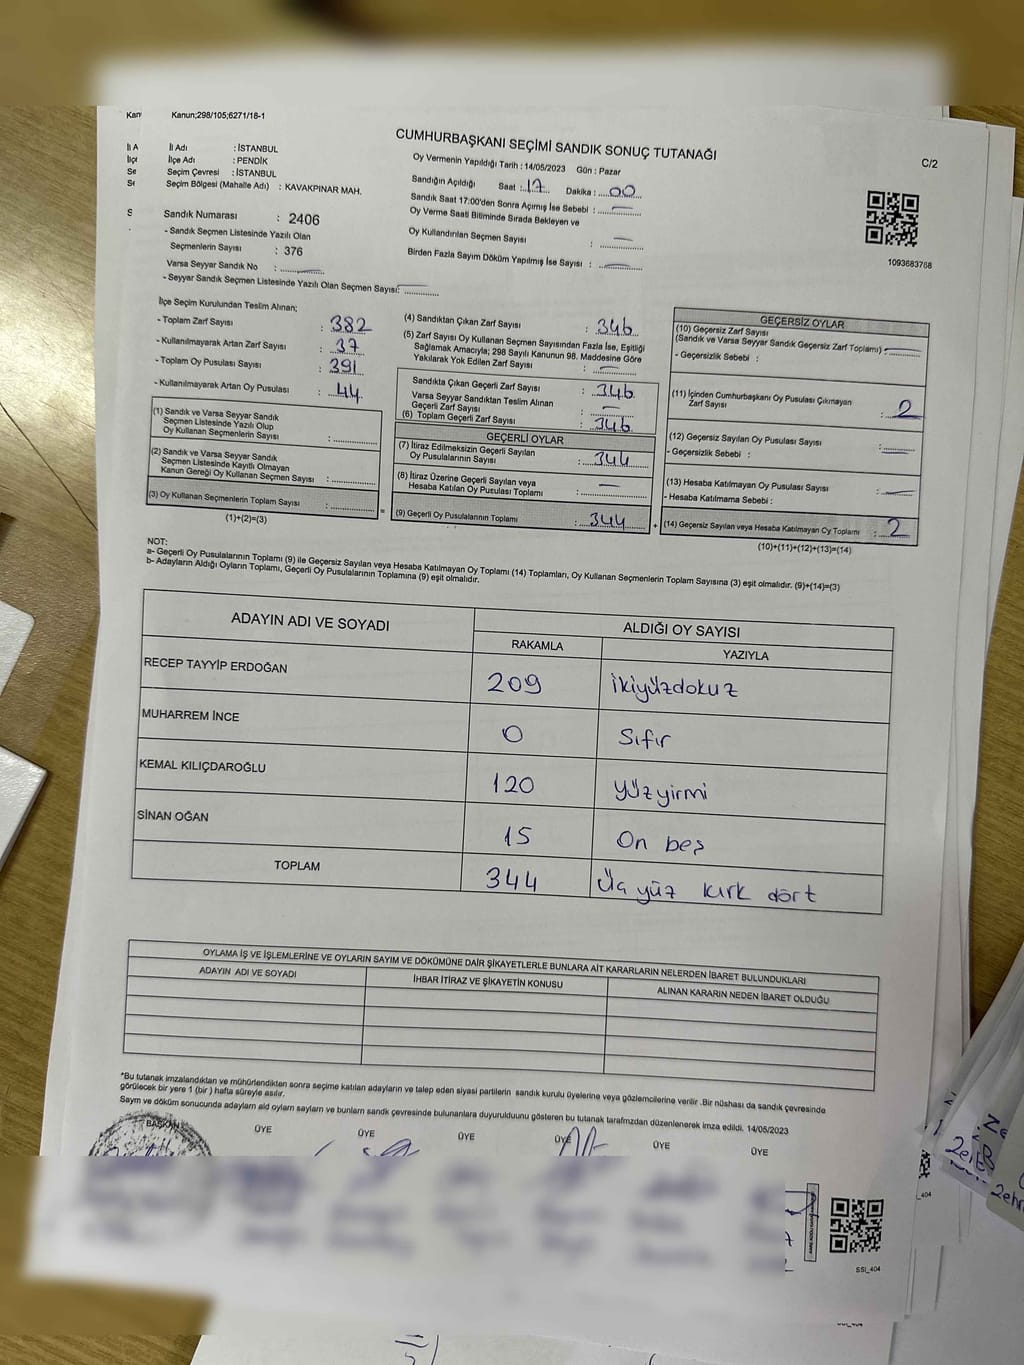 Kanun;298/105;6271/18-1
CUMHURBAŞKANI SEÇİMİ SANDIK SONUÇ TUTANAĞI
C/2
İl Adı : İSTANBUL
İlçe Adı : PENDİK
Seçim Çevresi : İSTANBUL
Seçim Bölgesi (Mahalle Adı) : KAVAKPINAR MAH.
Oy Vermenin Yapıldığı Tarih : 14/05/2023 Gün : Pazar
Sandığın Açıldığı Saat : 17 Dakika : 00
Sandık Saat 17:00'den Sonra Açımış İse Sebebi : —
Oy Verme Saati Bitiminde Sırada Bekleyen ve
Oy Kullandırılan Seçmen Sayısı : —
Birden Fazla Sayım Döküm Yapılmış İse Sayısı : —
1093683768
Sandık Numarası : 2406
- Sandık Seçmen Listesinde Yazılı Olan
Seçmenlerin Sayısı : 376
Varsa Seyyar Sandık No : —
- Seyyar Sandık Seçmen Listesinde Yazılı Olan Seçmen Sayısı: —
İlçe Seçim Kurulundan Teslim Alınan;
- Toplam Zarf Sayısı : 382
- Kullanılmayarak Artan Zarf Sayısı : 37
- Toplam Oy Pusulası Sayısı : 391
- Kullanılmayarak Artan Oy Pusulası : 44
(1) Sandık ve Varsa Seyyar Sandık
Seçmen Listesinde Yazılı Olup
Oy Kullanan Seçmenlerin Sayısı :
(2) Sandık ve Varsa Seyyar Sandık
Seçmen Listesinde Kayıtlı Olmayan
Kanun Gereği Oy Kullanan Seçmen Sayısı :
(3) Oy Kullanan Seçmenlerin Toplam Sayısı :
(1)+(2)=(3)
(4) Sandıktan Çıkan Zarf Sayısı : 346
(5) Zarf Sayısı Oy Kullanan Seçmen Sayısından Fazla İse, Eşitliği
Sağlamak Amacıyla; 298 Sayılı Kanunun 98. Maddesine Göre
Yakılarak Yok Edilen Zarf Sayısı : —
Sandıkta Çıkan Geçerli Zarf Sayısı : 346
Varsa Seyyar Sandıktan Teslim Alınan
Geçerli Zarf Sayısı : —
(6) Toplam Geçerli Zarf Sayısı : 346
GEÇERLİ OYLAR
(7) İtiraz Edilmeksizin Geçerli Sayılan
Oy Pusulalarının Sayısı : 344
(8) İtiraz Üzerine Geçerli Sayılan veya
Hesaba Katılan Oy Pusulası Toplamı : —
(9) Geçerli Oy Pusulalarının Toplamı : 344
GEÇERSİZ OYLAR
(10) Geçersiz Zarf Sayısı
(Sandık ve Varsa Seyyar Sandık Geçersiz Zarf Toplamı) : —
- Geçersizlik Sebebi :
(11) İçinden Cumhurbaşkanı Oy Pusulası Çıkmayan
Zarf Sayısı : 2
(12) Geçersiz Sayılan Oy Pusulası Sayısı : —
- Geçersizlik Sebebi :
(13) Hesaba Katılmayan Oy Pusulası Sayısı : —
- Hesaba Katılmama Sebebi :
(14) Geçersiz Sayılan veya Hesaba Katılmayan Oy Toplamı : 2
(10)+(11)+(12)+(13)=(14)
NOT:
a- Geçerli Oy Pusulalarının Toplamı (9) ile Geçersiz Sayılan veya Hesaba Katılmayan Oy Toplamı (14) Toplamları, Oy Kullanan Seçmenlerin Toplam Sayısına (3) eşit olmalıdır. (9)+(14)=(3)
b- Adayların Aldığı Oyların Toplamı, Geçerli Oy Pusulalarının Toplamına (9) eşit olmalıdır.
ADAYIN ADI VE SOYADI
ALDIĞI OY SAYISI
RAKAMLA YAZIYLA
RECEP TAYYİP ERDOĞAN 209 ikiyüzdokuz
MUHARREM İNCE 0 Sıfır
KEMAL KILIÇDAROĞLU 120 yüzyirmi
SİNAN OĞAN 15 On beş
TOPLAM 344 Üç yüz kırk dört
OYLAMA İŞ VE İŞLEMLERİNE VE OYLARIN SAYIM VE DÖKÜMÜNE DAİR ŞİKAYETLERLE BUNLARA AİT KARARLARIN NELERDEN İBARET BULUNDUKLARI
ADAYIN ADI VE SOYADI İHBAR İTİRAZ VE ŞİKAYETİN KONUSU ALINAN KARARIN NEDEN İBARET OLDUĞU
*Bu tutanak imzalandıktan ve mühürlendikten sonra seçime katılan adayların ve talep eden siyasi partilerin sandık kurulu üyelerine veya gözlemcilerine verilir .Bir nüshası da sandık çevresinde
görülecek bir yere 1 (bir ) hafta süreyle asılır.
Sayım ve döküm sonucunda adayların ald oyların sayların ve bunların sandk çevresinde bulunanlara duyurulduunu gösteren bu tutanak tarafmzdan düzenlenerek imza edildi. 14/05/2023
BAŞKAN ÜYE ÜYE ÜYE ÜYE ÜYE ÜYE
SSI_404